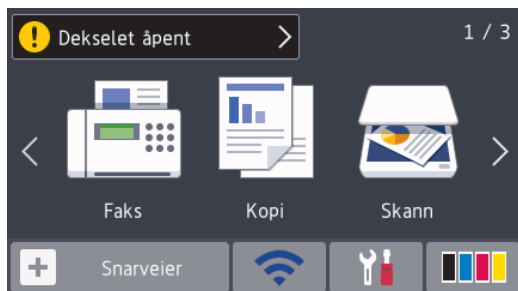 Dekselet åpent
1 / 3
Faks
Kopi
Skann
Snarveier